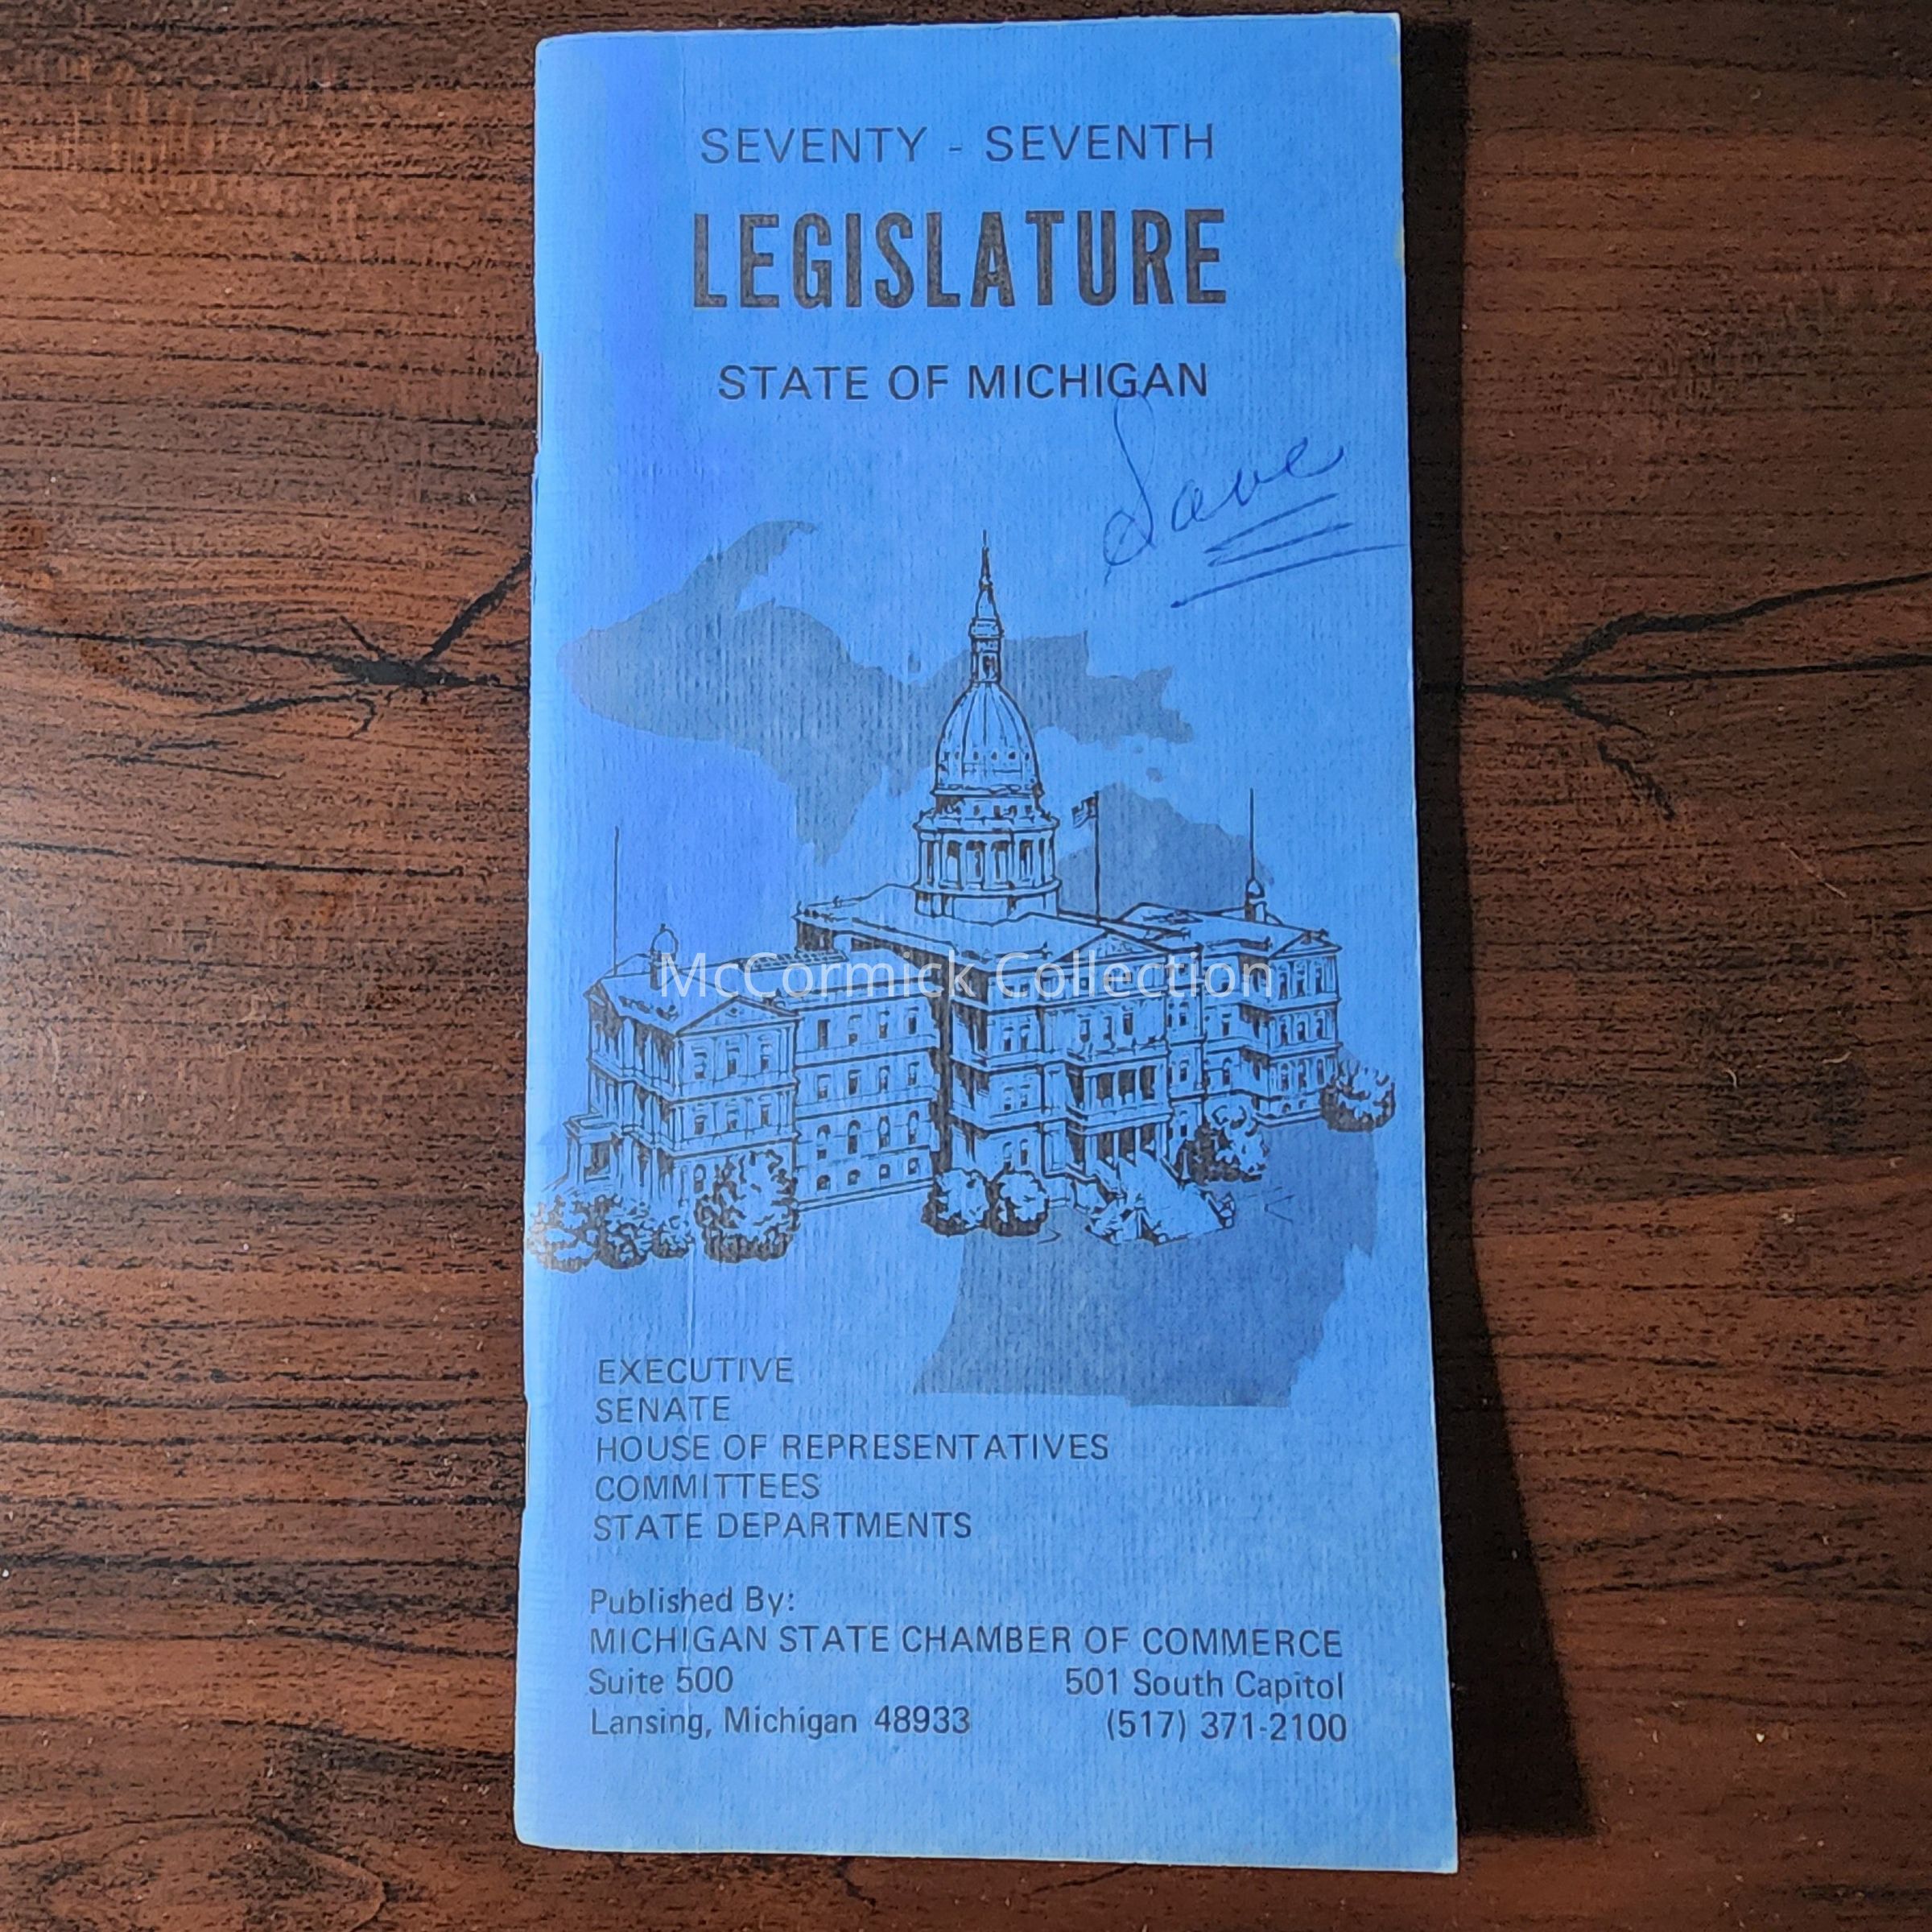 SEVENTY - SEVENTH
LEGISLATURE
STATE OF MICHIGAN
Save
McCormick Collection
EXECUTIVE
SENATE
HOUSE OF REPRESENTATIVES
COMMITTEES
STATE DEPARTMENTS
Published By:
MICHIGAN STATE CHAMBER OF COMMERCE
Suite 500 501 South Capitol
Lansing, Michigan 48933 (517) 371-2100